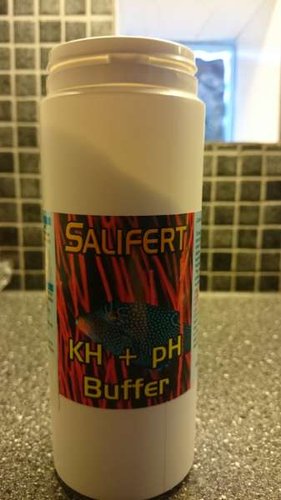 SALIFERT
KH + pH
Buffer